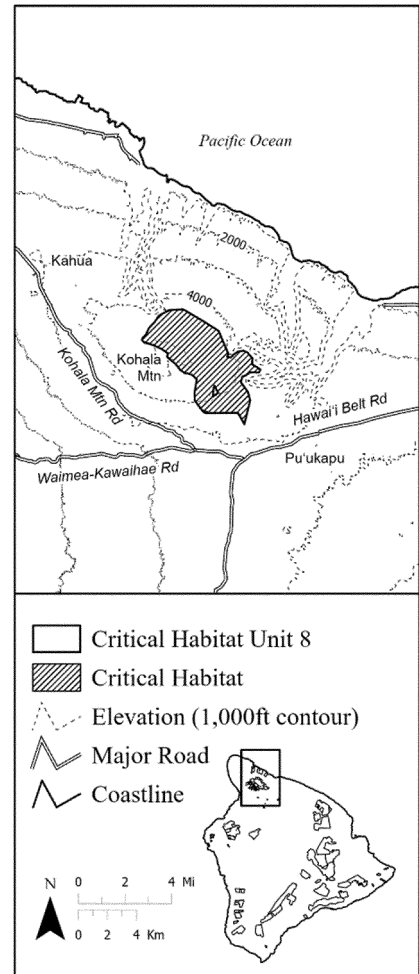 Pacific Ocean
2000
Kahua
4000
Kohala
Mtn
Kohala Mtn Rd
Hawai‘i Belt Rd
Waimea-Kawaihae Rd
Pu‘ukapu
Critical Habitat Unit 8
Critical Habitat
Elevation (1,000ft contour)
Major Road
Coastline
N
0 2 4 Mi
0 2 4 Km